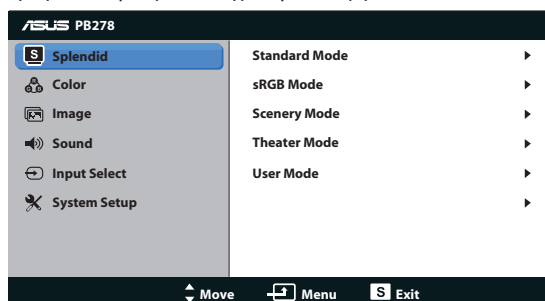 ASUS PB278
S Splendid
Color
Image
Sound
Input Select
System Setup
Standard Mode
sRGB Mode
Scenery Mode
Theater Mode
User Mode
Move Menu S Exit